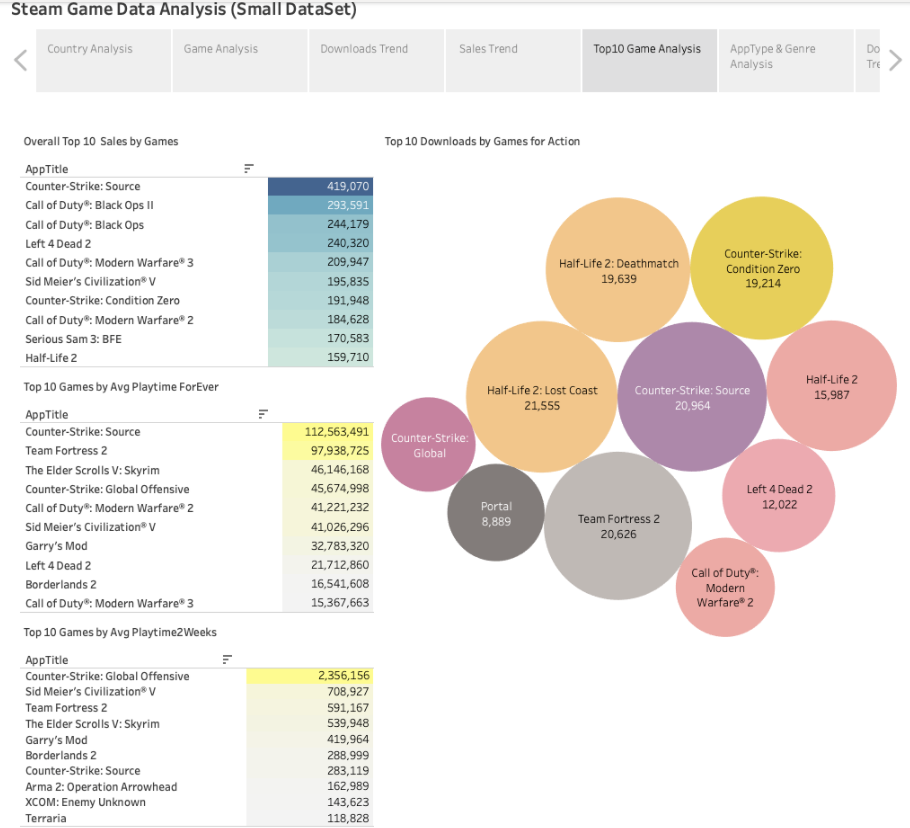 Steam Game Data Analysis (Small DataSet)
Country Analysis
Game Analysis
Downloads Trend
Sales Trend
Top10 Game Analysis
AppType & Genre
Analysis
Do
Tre
Overall Top 10 Sales by Games
AppTitle
Counter-Strike: Source 419,070
Call of Duty®: Black Ops II 293,591
Call of Duty®: Black Ops 244,179
Left 4 Dead 2 240,320
Call of Duty®: Modern Warfare® 3 209,947
Sid Meier's Civilization® V 195,835
Counter-Strike: Condition Zero 191,948
Call of Duty®: Modern Warfare® 2 184,628
Serious Sam 3: BFE 170,583
Half-Life 2 159,710
Top 10 Games by Avg Playtime ForEver
AppTitle
Counter-Strike: Source 112,563,491
Team Fortress 2 97,938,725
The Elder Scrolls V: Skyrim 46,146,168
Counter-Strike: Global Offensive 45,674,998
Call of Duty®: Modern Warfare® 2 41,221,232
Sid Meier's Civilization® V 41,026,296
Garry's Mod 32,783,320
Left 4 Dead 2 21,712,860
Borderlands 2 16,541,608
Call of Duty®: Modern Warfare® 3 15,367,663
Top 10 Games by Avg Playtime2Weeks
AppTitle
Counter-Strike: Global Offensive 2,356,156
Sid Meier's Civilization® V 708,927
Team Fortress 2 591,167
The Elder Scrolls V: Skyrim 539,948
Garry's Mod 419,964
Borderlands 2 288,999
Counter-Strike: Source 283,119
Arma 2: Operation Arrowhead 162,989
XCOM: Enemy Unknown 143,623
Terraria 118,828
Top 10 Downloads by Games for Action
Half-Life 2: Deathmatch
19,639
Counter-Strike:
Condition Zero
19,214
Half-Life 2: Lost Coast
21,555
Counter-Strike: Source
20,964
Half-Life 2
15,987
Counter-Strike:
Global
Portal
8,889
Team Fortress 2
20,626
Left 4 Dead 2
12,022
Call of Duty®:
Modern
Warfare® 2